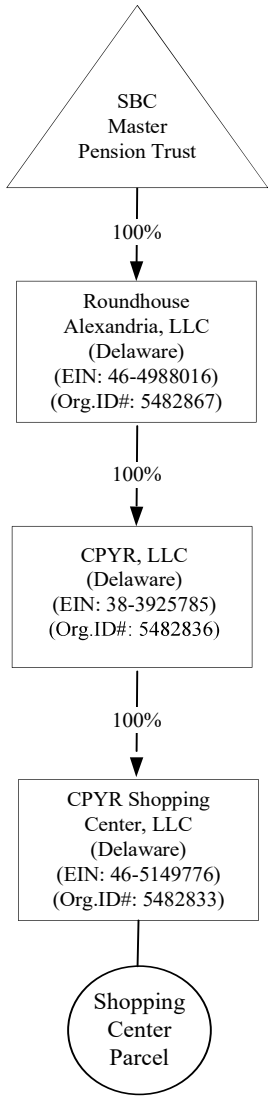 SBC
Master
Pension Trust
100%
Roundhouse
Alexandria, LLC
(Delaware)
(EIN: 46-4988016)
(Org.ID#: 5482867)
100%
CPYR, LLC
(Delaware)
(EIN: 38-3925785)
(Org.ID#: 5482836)
100%
CPYR Shopping
Center, LLC
(Delaware)
(EIN: 46-5149776)
(Org.ID#: 5482833)
Shopping
Center
Parcel